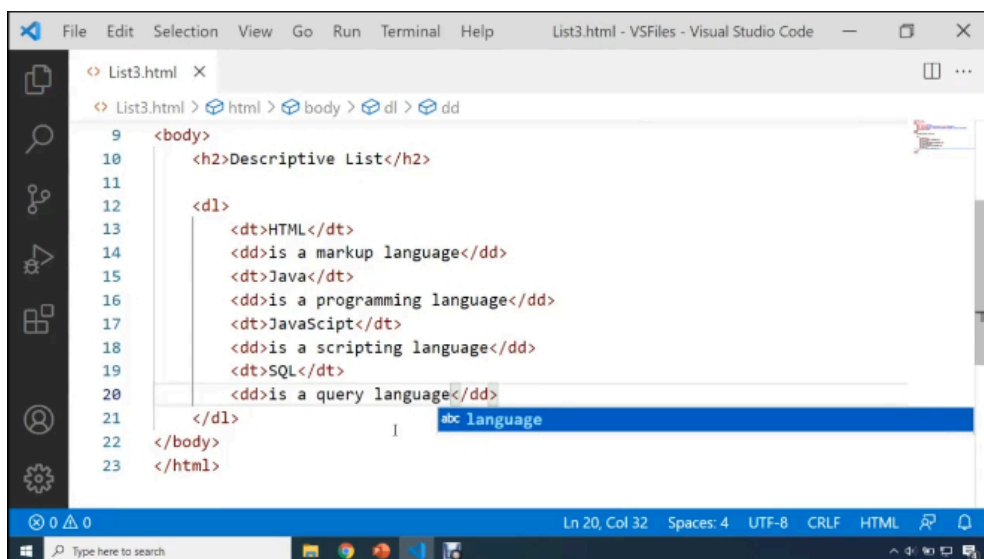 File Edit Selection View Go Run Terminal Help List3.html - VSFiles - Visual Studio Code
List3.html
List3.html > html > body > dl > dd
9 <body>
10 <h2>Descriptive List</h2>
11
12 <dl>
13 <dt>HTML</dt>
14 <dd>is a markup language</dd>
15 <dt>Java</dt>
16 <dd>is a programming language</dd>
17 <dt>JavaScipt</dt>
18 <dd>is a scripting language</dd>
19 <dt>SQL</dt>
20 <dd>is a query language</dd>
21 </dl>
abc language
22 </body>
23 </html>
0 0 Ln 20, Col 32 Spaces: 4 UTF-8 CRLF HTML
Type here to search